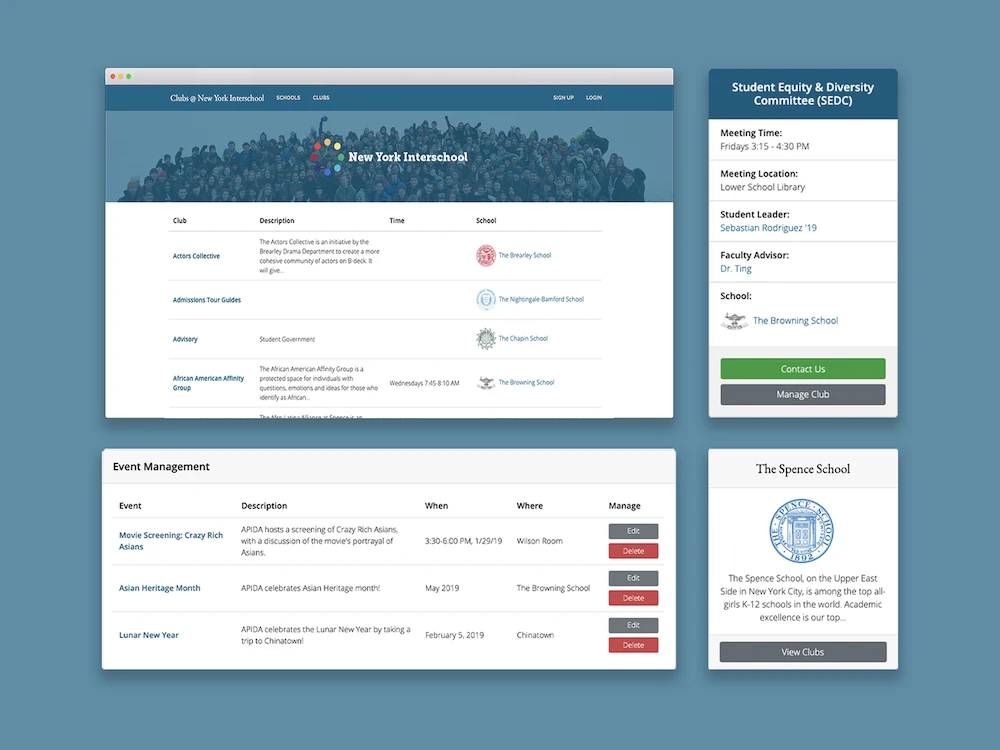 Clubs @ New York Interschool SCHOOLS CLUBS SIGN UP LOGIN
New York Interschool
Club Description Time School
Actors Collective
The Actors Collective is an initiative by the
Brearley Drama Department to create a more
cohesive community of actors on B-deck. It
will give...
The Brearley School
Admissions Tour Guides
The Nightingale-Bamford School
Advisory
Student Government
The Chapin School
African American Affinity
Group
The African American Affinity Group is a
protected space for individuals with
questions, emotions and ideas for those who
identify as African...
Wednesdays 7:45-8:10 AM
The Browning School
The Afro-Latina Alliance at Spence is an
Student Equity & Diversity
Committee (SEDC)
Meeting Time:
Fridays 3:15 - 4:30 PM
Meeting Location:
Lower School Library
Student Leader:
Sebastian Rodriguez '19
Faculty Advisor:
Dr. Ting
School:
The Browning School
Contact Us
Manage Club
Event Management
Event Description When Where Manage
Movie Screening: Crazy Rich
Asians
APIDA hosts a screening of Crazy Rich Asians,
with a discussion of the movie's portrayal of
Asians.
3:30-6:00 PM, 1/29/19
Wilson Room
Edit
Delete
Asian Heritage Month
APIDA celebrates Asian Heritage month!
May 2019
The Browning School
Edit
Delete
Lunar New Year
APIDA celebrates the Lunar New Year by taking a
trip to Chinatown!
February 5, 2019
Chinatown
Edit
Delete
The Spence School
THE SPENCE SCHOOL
1892
The Spence School, on the Upper East
Side in New York City, is among the top all-
girls K-12 schools in the world. Academic
excellence is our top...
View Clubs